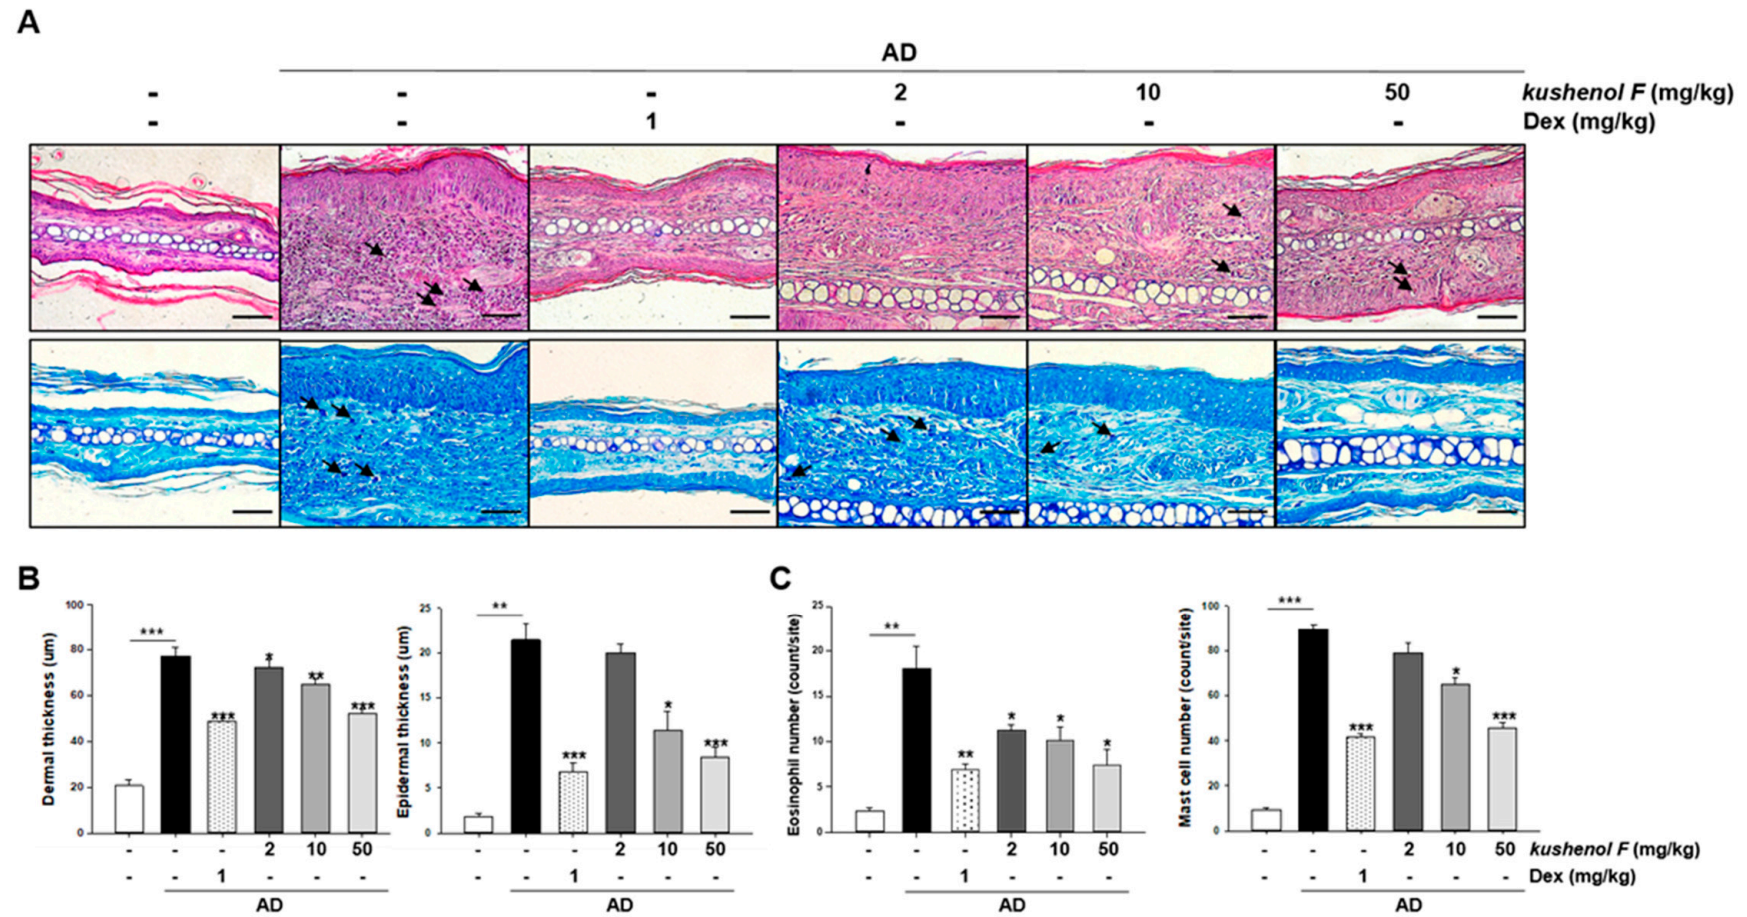 A
AD
- - - 2 10 50 kushenol F (mg/kg)
- - 1 - - - Dex (mg/kg)
B
C
Dermal thickness (um)
100
80
60
40
20
0
***
***
*
**
***
- - - 2 10 50
- - 1 - - -
AD
Epidermal thickness (um)
25
20
15
10
5
0
**
***
*
***
- - - 2 10 50
- - 1 - - -
AD
Eosinophil number (count/site)
25
20
15
10
5
0
**
**
*
*
*
- - - 2 10 50
- - 1 - - -
AD
Mast cell number (count/site)
100
80
60
40
20
0
***
***
*
***
- - - 2 10 50 kushenol F (mg/kg)
- - 1 - - - Dex (mg/kg)
AD